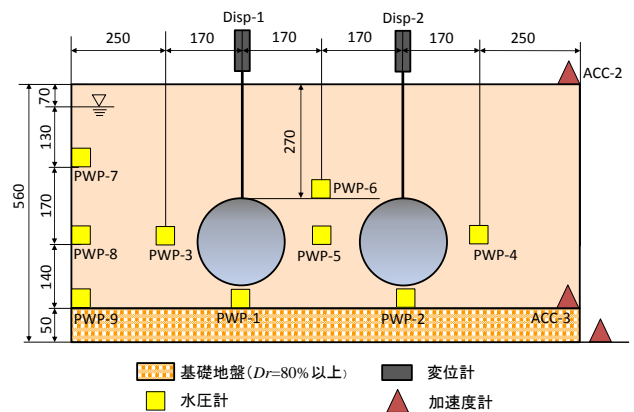 Disp-1
Disp-2
250
170
170
170
170
250
ACC-2
70
130
270
PWP-7
560
170
PWP-6
PWP-8
PWP-3
PWP-5
PWP-4
140
PWP-9
PWP-1
PWP-2
ACC-3
50
基礎地盤(Dr=80%以上)
変位計
水圧計
加速度計